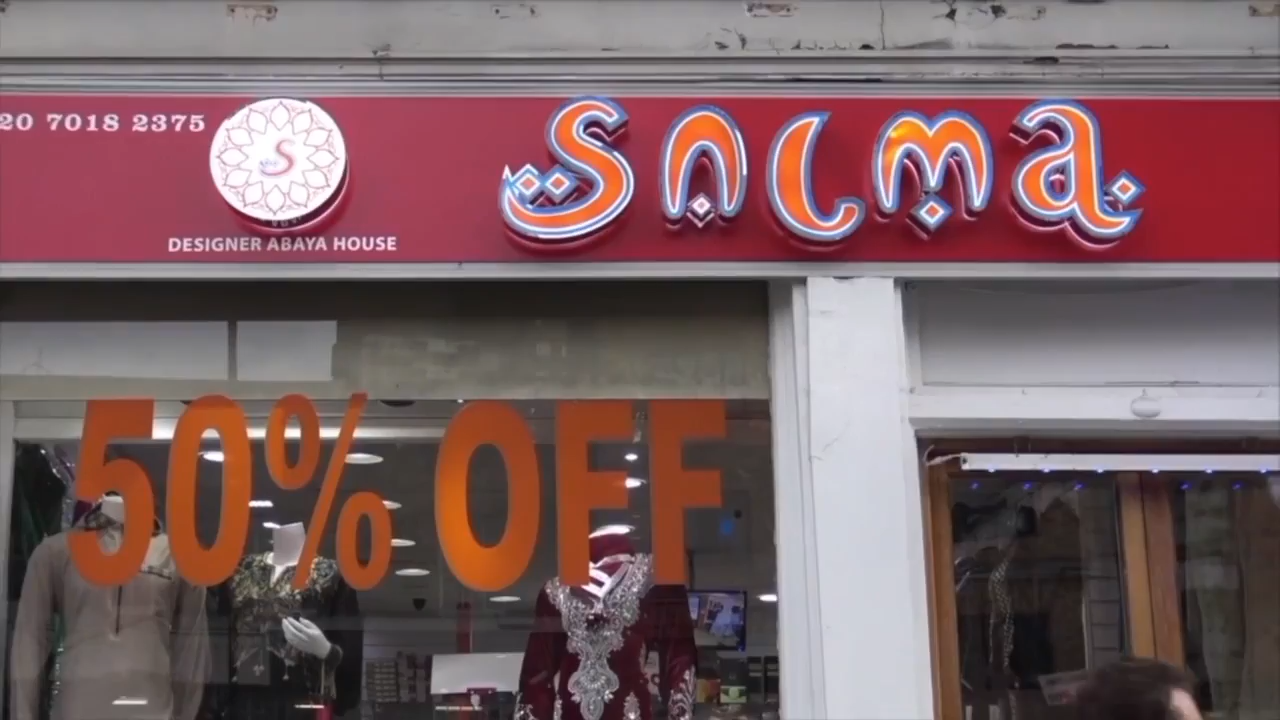 20 7018 2375
S
DESIGNER ABAYA HOUSE
Salma
50% OFF